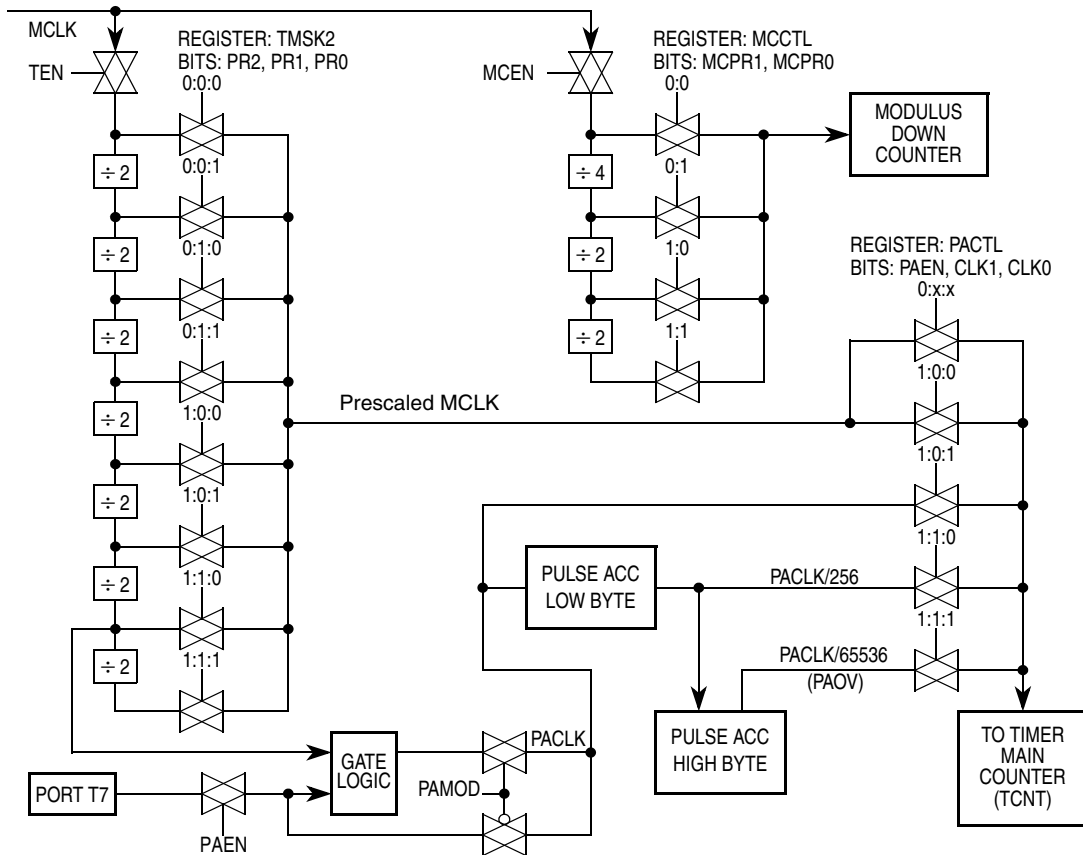 MCLK
REGISTER: TMSK2
BITS: PR2, PR1, PR0
TEN
0:0:0
0:0:1
0:1:0
0:1:1
1:0:0
1:0:1
1:1:0
1:1:1
÷ 2
÷ 2
÷ 2
÷ 2
÷ 2
÷ 2
÷ 2
REGISTER: MCCTL
BITS: MCPR1, MCPR0
MCEN
0:0
0:1
1:0
1:1
÷ 4
÷ 2
÷ 2
MODULUS
DOWN
COUNTER
REGISTER: PACTL
BITS: PAEN, CLK1, CLK0
0:x:x
1:0:0
1:0:1
1:1:0
1:1:1
Prescaled MCLK
PULSE ACC
LOW BYTE
PACLK/256
PACLK/65536
(PAOV)
PULSE ACC
HIGH BYTE
TO TIMER
MAIN
COUNTER
(TCNT)
PORT T7
PAEN
GATE
LOGIC
PACLK
PAMOD